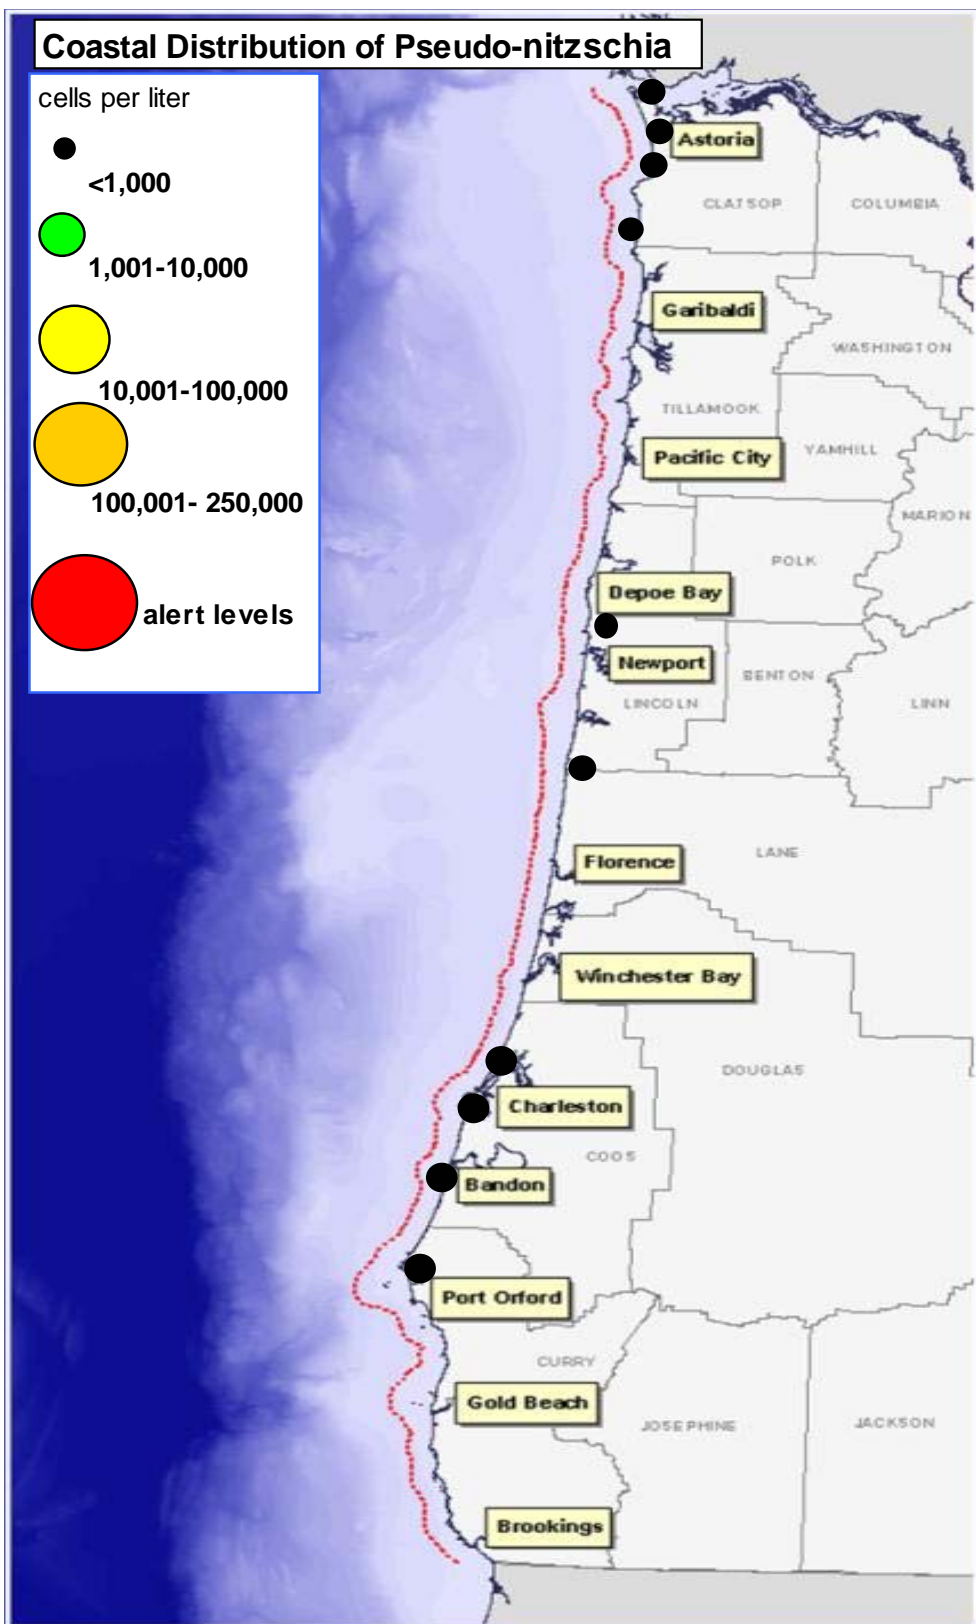 Coastal Distribution of Pseudo-nitzschia
cells per liter
<1,000
1,001-10,000
10,001-100,000
100,001- 250,000
alert levels
Astoria
CLATSOP
COLUMBIA
Garibaldi
WASHINGTON
TILLAMOOK
YAMHILL
Pacific City
MARION
POLK
Depoe Bay
Newport
BENTON
LINCOLN
LINN
LANE
Florence
Winchester Bay
DOUGLAS
Charleston
COOS
Bandon
Port Orford
CURRY
Gold Beach
JOSEPHINE
JACKSON
Brookings